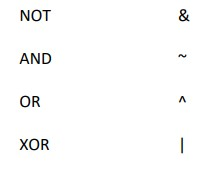 NOT &
AND ~
OR ^
XOR |